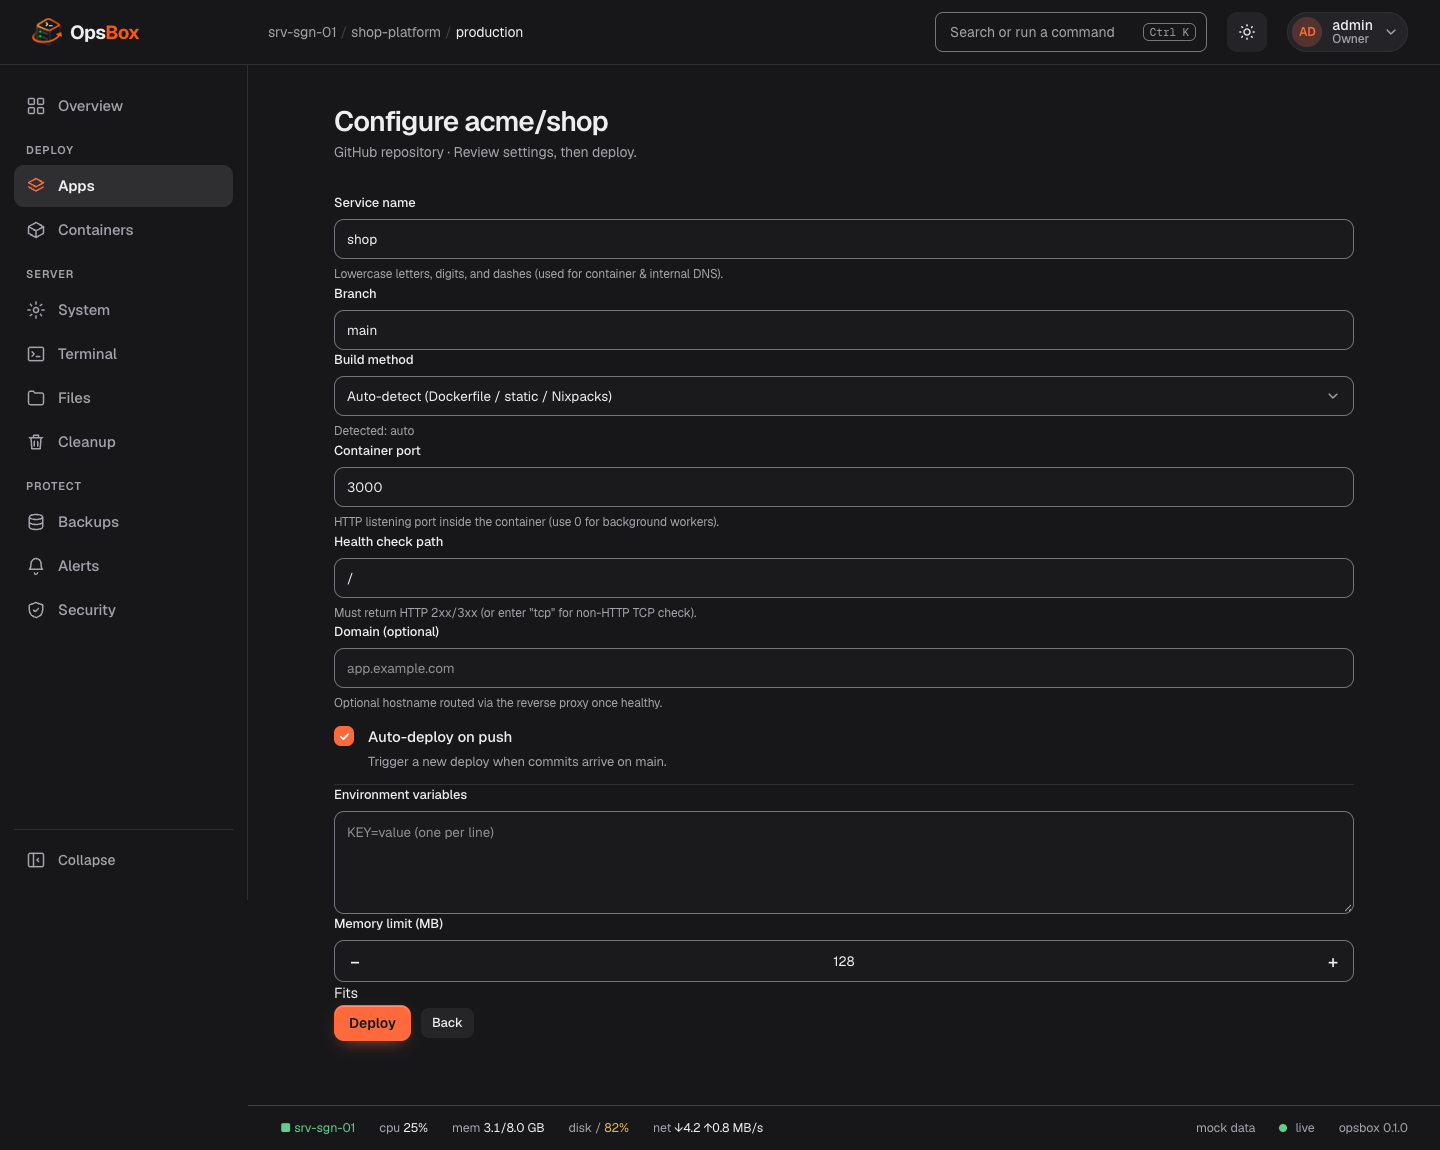 OpsBox
srv-sgn-01 / shop-platform / production
Search or run a command Ctrl K
AD admin
Owner
Overview
DEPLOY
Apps
Containers
SERVER
System
Terminal
Files
Cleanup
PROTECT
Backups
Alerts
Security
Collapse
Configure acme/shop
GitHub repository · Review settings, then deploy.
Service name
shop
Lowercase letters, digits, and dashes (used for container & internal DNS).
Branch
main
Build method
Auto-detect (Dockerfile / static / Nixpacks)
Detected: auto
Container port
3000
HTTP listening port inside the container (use 0 for background workers).
Health check path
/
Must return HTTP 2xx/3xx (or enter "tcp" for non-HTTP TCP check).
Domain (optional)
app.example.com
Optional hostname routed via the reverse proxy once healthy.
Auto-deploy on push
Trigger a new deploy when commits arrive on main.
Environment variables
KEY=value (one per line)
Memory limit (MB)
− 128 +
Fits
Deploy Back
srv-sgn-01 cpu 25% mem 3.1/8.0 GB disk / 82% net ↓4.2 ↑0.8 MB/s mock data live opsbox 0.1.0